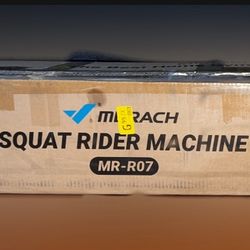 MERACH
SQUAT RIDER MACHINE
MR-R07